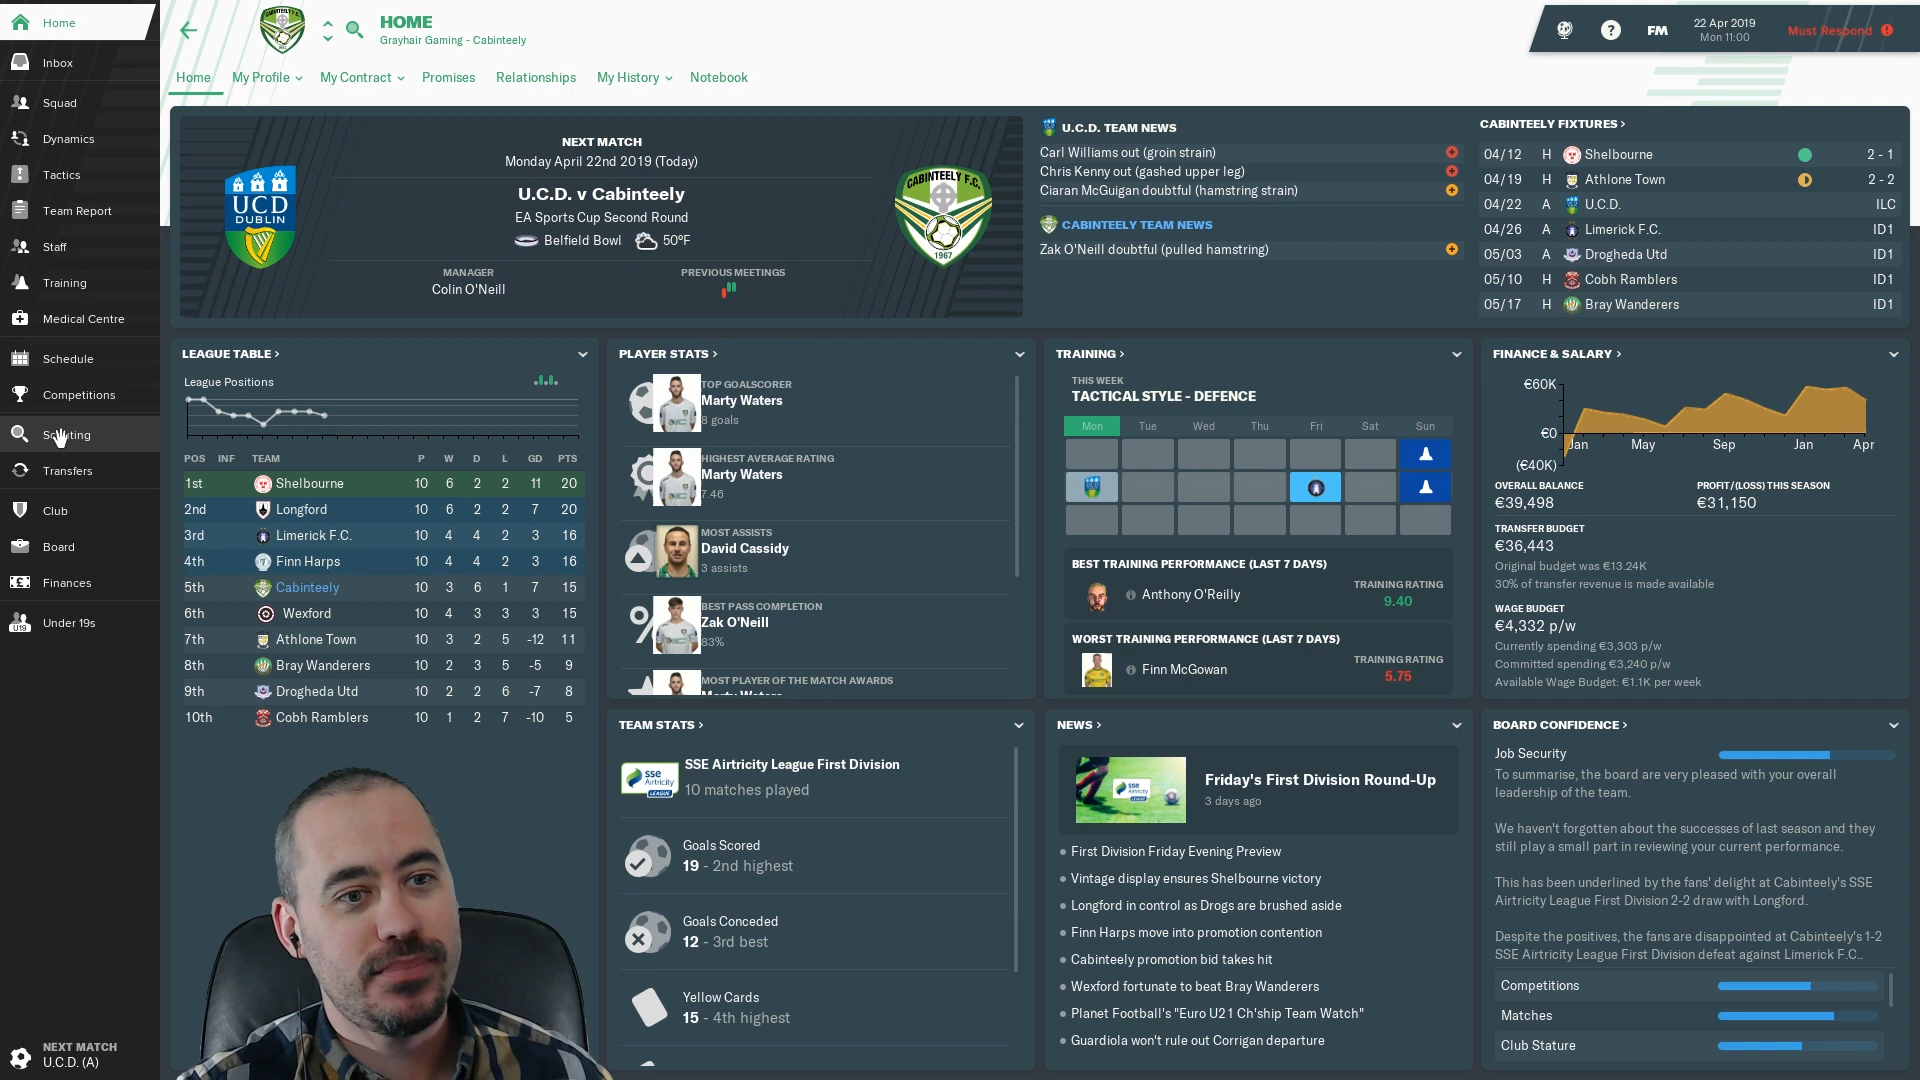 Home
Inbox
Squad
Dynamics
Tactics
Team Report
Staff
Training
Medical Centre
Schedule
Competitions
Transfers
Club
Board
Finances
U19
Under 19s
NEXT MATCH
U.C.D. (A)
HOME
Grayhair Gaming - Cabinteely
? FM
22 Apr 2019
Mon 11:00
Must Respond
Home My Profile My Contract Promises Relationships My History Notebook
NEXT MATCH
Monday April 22nd 2019 (Today)
U.C.D. v Cabinteely
EA Sports Cup Second Round
Belfield Bowl 50°F
MANAGER
Colin O'Neill
PREVIOUS MEETINGS
UCD
DUBLIN
CABINTEELY F.C.
1967
U.C.D. TEAM NEWS
Carl Williams out (groin strain)
Chris Kenny out (gashed upper leg)
Ciaran McGuigan doubtful (hamstring strain)
CABINTEELY TEAM NEWS
Zak O'Neill doubtful (pulled hamstring)
CABINTEELY FIXTURES >
04/12 H Shelbourne 2 - 1
04/19 H Athlone Town 2 - 2
04/22 A U.C.D. ILC
04/26 A Limerick F.C. ID1
05/03 A Drogheda Utd ID1
05/10 H Cobh Ramblers ID1
05/17 H Bray Wanderers ID1
LEAGUE TABLE >
League Positions
POS INF TEAM P W D L GD PTS
1st Shelbourne 10 6 2 2 11 20
2nd Longford 10 6 2 2 7 20
3rd Limerick F.C. 10 4 4 2 3 16
4th Finn Harps 10 4 4 2 3 16
5th Cabinteely 10 3 6 1 7 15
6th Wexford 10 4 3 3 3 15
7th Athlone Town 10 3 2 5 -12 11
8th Bray Wanderers 10 2 3 5 -5 9
9th Drogheda Utd 10 2 2 6 -7 8
10th Cobh Ramblers 10 1 2 7 -10 5
PLAYER STATS >
TOP GOALSCORER
Marty Waters
8 goals
HIGHEST AVERAGE RATING
Marty Waters
7.46
MOST ASSISTS
David Cassidy
3 assists
BEST PASS COMPLETION
Zak O'Neill
83%
MOST PLAYER OF THE MATCH AWARDS
Marty Waters
TRAINING >
THIS WEEK
TACTICAL STYLE - DEFENCE
Mon Tue Wed Thu Fri Sat Sun
BEST TRAINING PERFORMANCE (LAST 7 DAYS)
Anthony O'Reilly
TRAINING RATING
9.40
WORST TRAINING PERFORMANCE (LAST 7 DAYS)
Finn McGowan
TRAINING RATING
5.75
FINANCE & SALARY >
€60K
€0
(€40K)
Jan May Sep Jan Apr
OVERALL BALANCE
€39,498
PROFIT/(LOSS) THIS SEASON
€31,150
TRANSFER BUDGET
€36,443
Original budget was €13.24K
30% of transfer revenue is made available
WAGE BUDGET
€4,332 p/w
Currently spending €3,303 p/w
Committed spending €3,240 p/w
Available Wage Budget: €1.1K per week
TEAM STATS >
sse
Airtricity
LEAGUE
SSE Airtricity League First Division
10 matches played
Goals Scored
19 - 2nd highest
Goals Conceded
12 - 3rd best
Yellow Cards
15 - 4th highest
NEWS >
Friday's First Division Round-Up
3 days ago
First Division Friday Evening Preview
Vintage display ensures Shelbourne victory
Longford in control as Drogs are brushed aside
Finn Harps move into promotion contention
Cabinteely promotion bid takes hit
Wexford fortunate to beat Bray Wanderers
Planet Football's "Euro U21 Ch'ship Team Watch"
Guardiola won't rule out Corrigan departure
BOARD CONFIDENCE >
Job Security
To summarise, the board are very pleased with your overall
leadership of the team.
We haven't forgotten about the successes of last season and they
still play a small part in reviewing your current performance.
This has been underlined by the fans' delight at Cabinteely's SSE
Airtricity League First Division 2-2 draw with Longford.
Despite the positives, the fans are disappointed at Cabinteely's 1-2
SSE Airtricity League First Division defeat against Limerick F.C..
Competitions
Matches
Club Stature